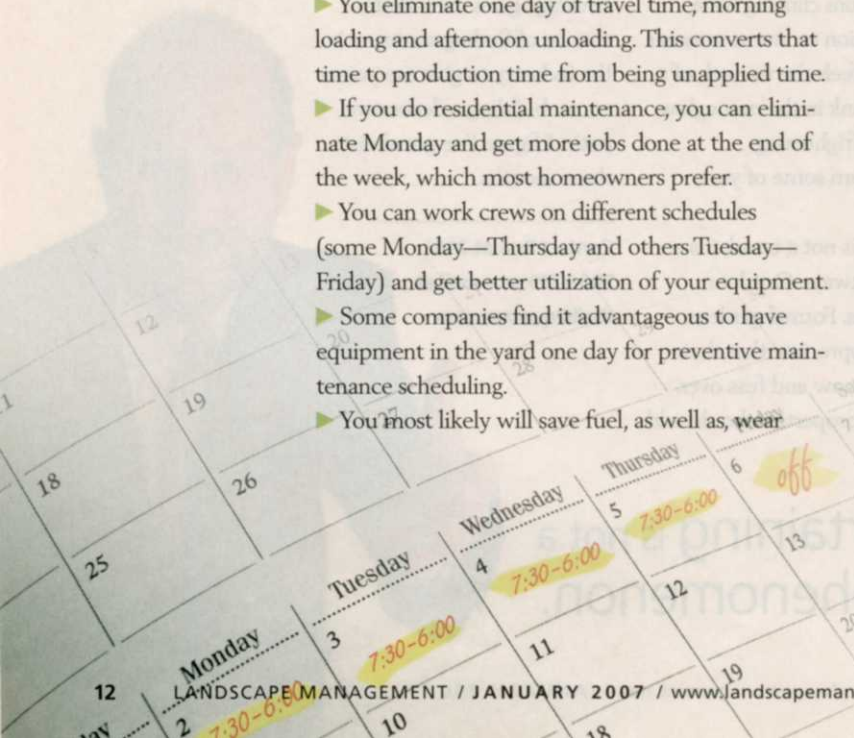 ▶ You eliminate one day of travel time, morning
loading and afternoon unloading. This converts that
time to production time from being unapplied time.
▶ If you do residential maintenance, you can elimi-
nate Monday and get more jobs done at the end of
the week, which most homeowners prefer.
▶ You can work crews on different schedules
(some Monday—Thursday and others Tuesday—
Friday) and get better utilization of your equipment.
▶ Some companies find it advantageous to have
equipment in the yard one day for preventive main-
tenance scheduling.
▶ You most likely will save fuel, as well as, wear
12
13
19
20
27
28
18
26
25
Monday
Tuesday
Wednesday
Thursday
2
3
4
5
6
7:30-6:00
7:30-6:00
7:30-6:00
7:30-6:00
off
10
11
12
13
18
19
20
12 LANDSCAPE MANAGEMENT / JANUARY 2007 / www.landscapeman